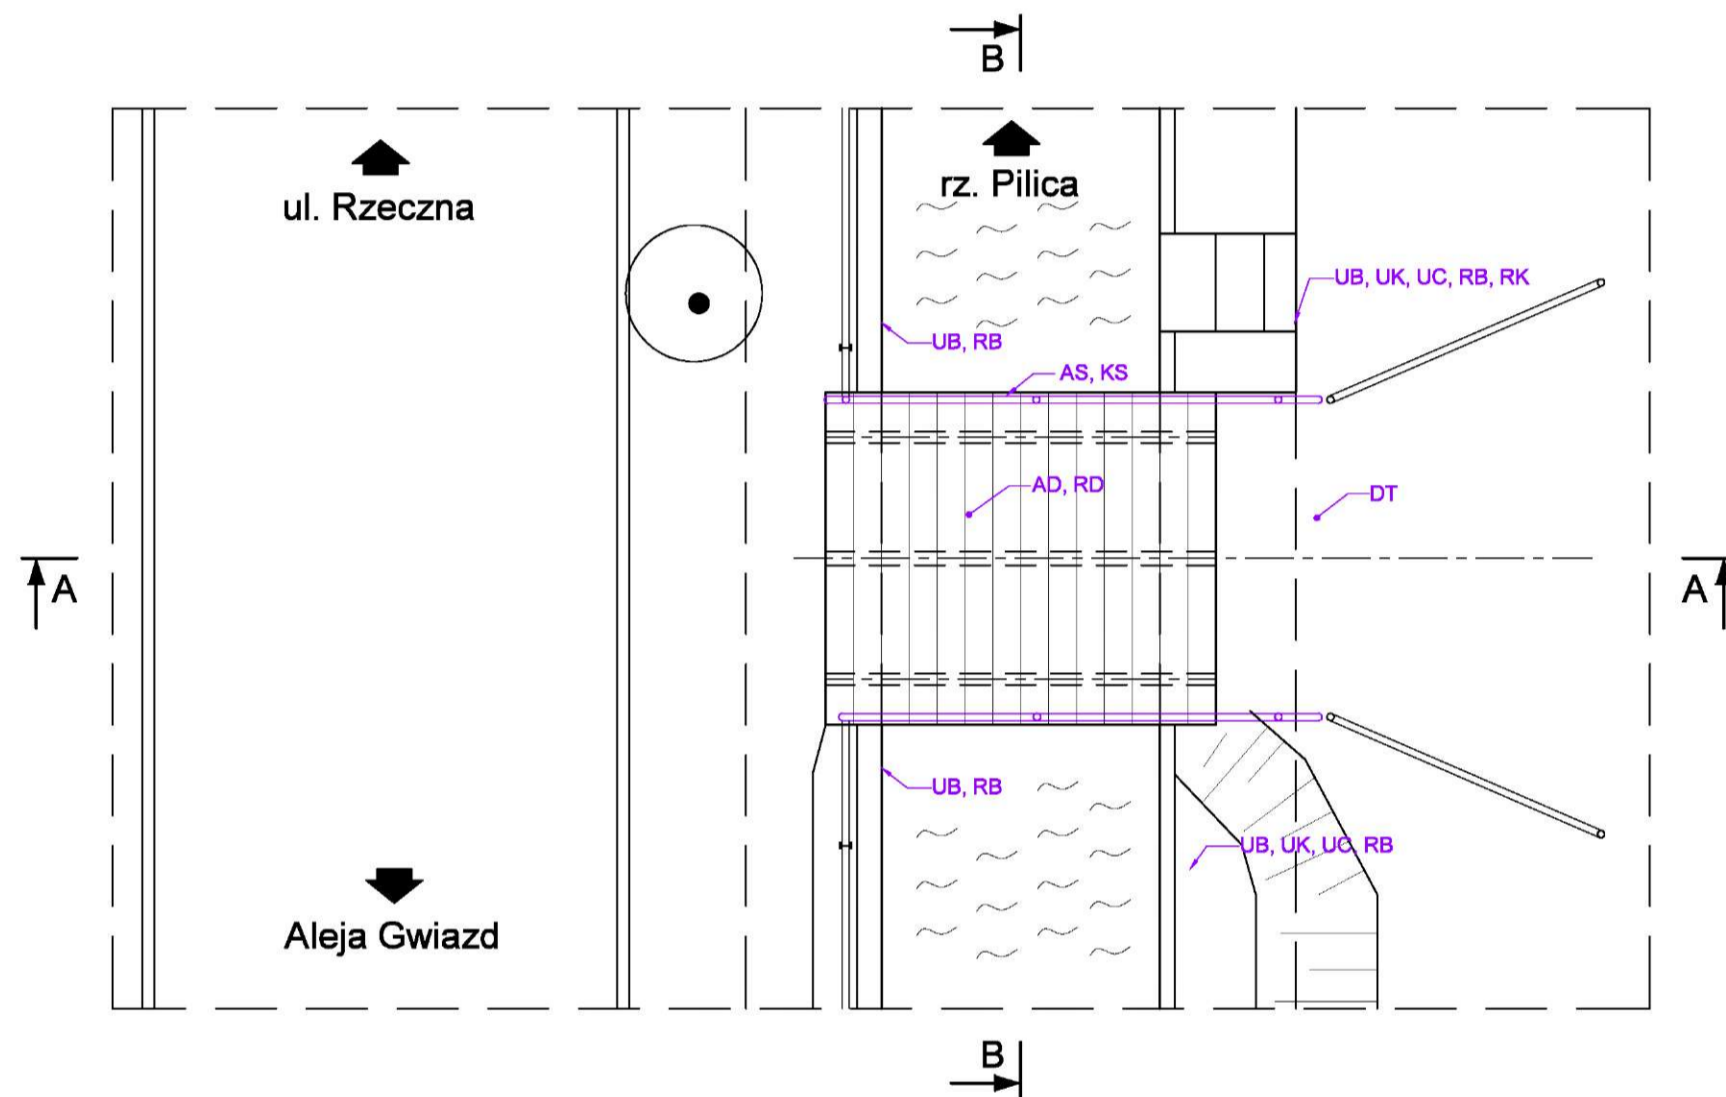 B
ul. Rzeczna
rz. Pilica
UB, UK, UC, RB, RK
UB, RB
AS, KS
AD, RD
DT
A
A
UB, RB
UB, UK, UC, RB
Aleja Gwiazd
B